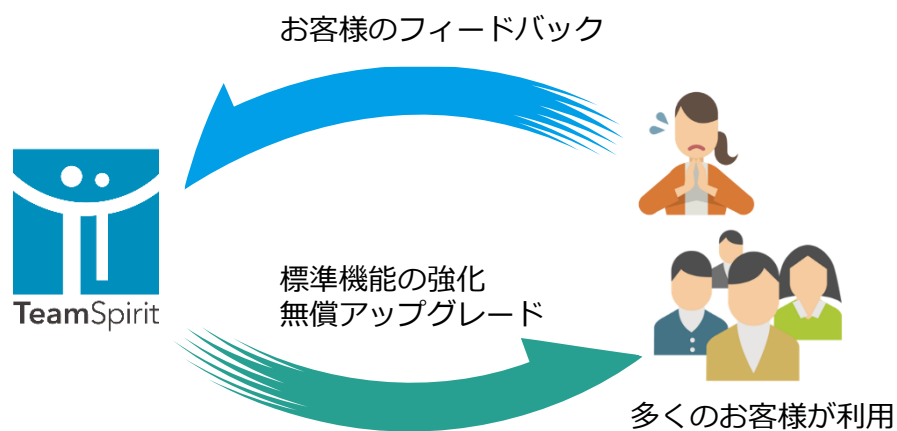 お客様のフィードバック
標準機能の強化
無償アップグレード
TeamSpirit
多くのお客様が利用